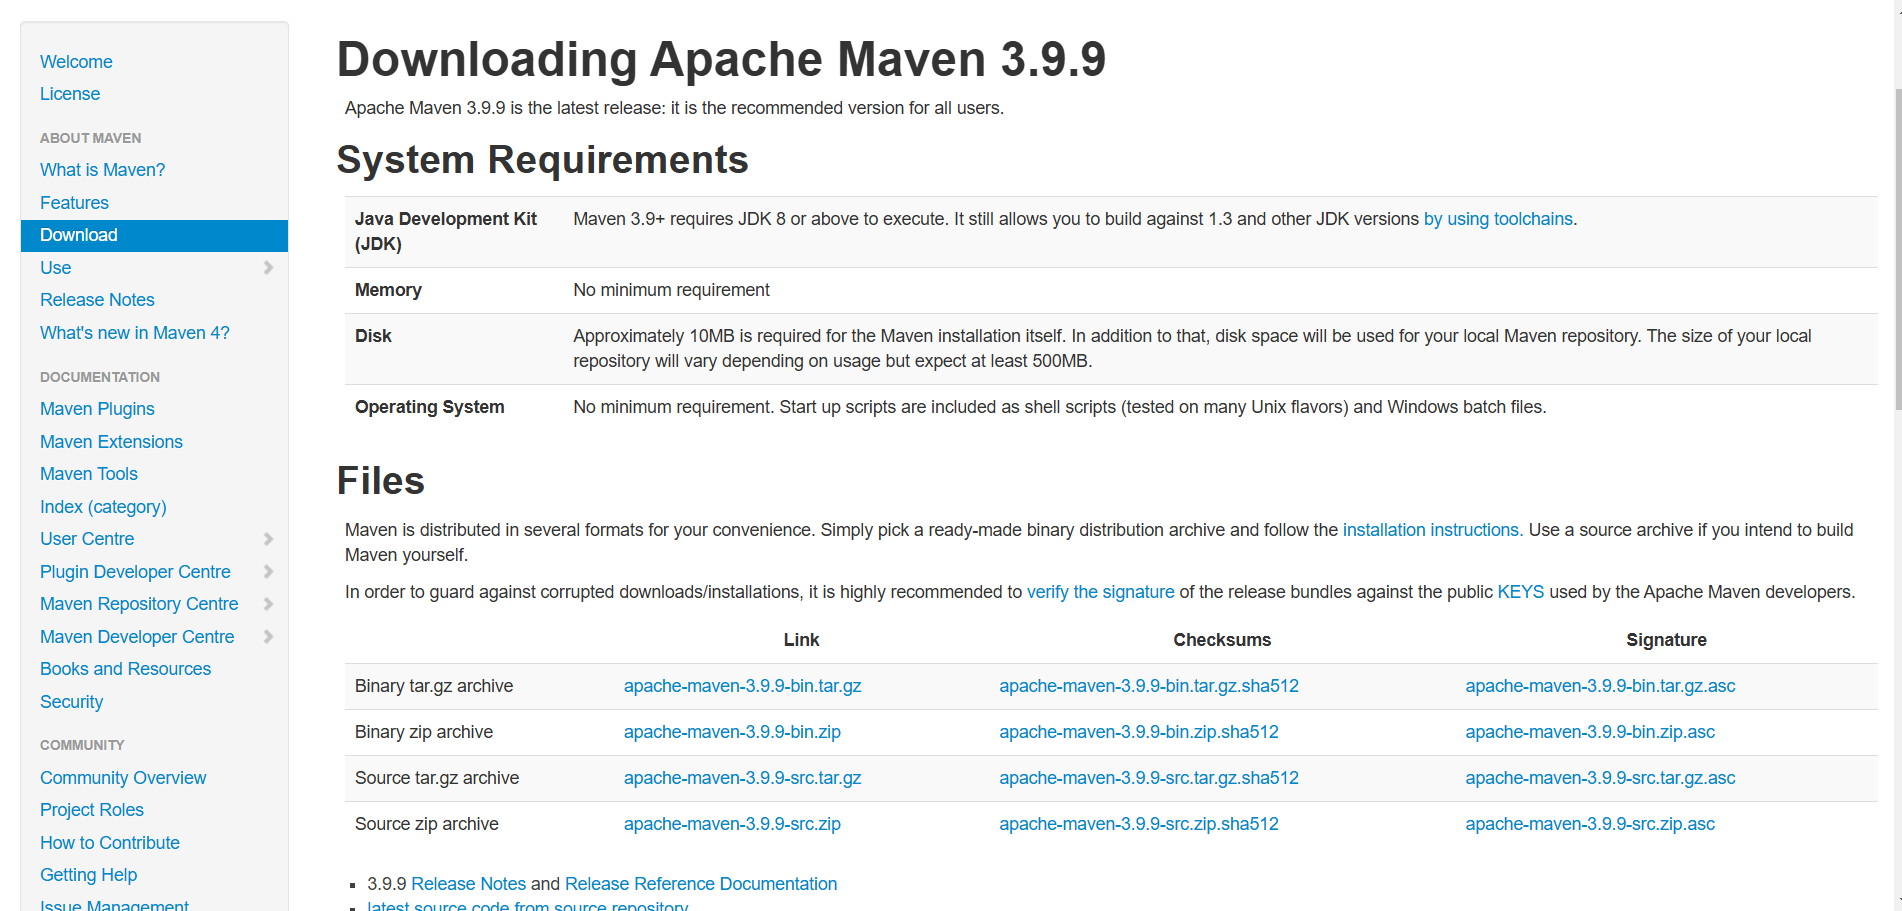 Welcome
License
ABOUT MAVEN
What is Maven?
Features
Download
Use
Release Notes
What's new in Maven 4?
DOCUMENTATION
Maven Plugins
Maven Extensions
Maven Tools
Index (category)
User Centre
Plugin Developer Centre
Maven Repository Centre
Maven Developer Centre
Books and Resources
Security
COMMUNITY
Community Overview
Project Roles
How to Contribute
Getting Help
Issue Management
Downloading Apache Maven 3.9.9
Apache Maven 3.9.9 is the latest release: it is the recommended version for all users.
System Requirements
Java Development Kit (JDK)
Maven 3.9+ requires JDK 8 or above to execute. It still allows you to build against 1.3 and other JDK versions by using toolchains.
Memory
No minimum requirement
Disk
Approximately 10MB is required for the Maven installation itself. In addition to that, disk space will be used for your local Maven repository. The size of your local
repository will vary depending on usage but expect at least 500MB.
Operating System
No minimum requirement. Start up scripts are included as shell scripts (tested on many Unix flavors) and Windows batch files.
Files
Maven is distributed in several formats for your convenience. Simply pick a ready-made binary distribution archive and follow the installation instructions. Use a source archive if you intend to build
Maven yourself.
In order to guard against corrupted downloads/installations, it is highly recommended to verify the signature of the release bundles against the public KEYS used by the Apache Maven developers.
Link Checksums Signature
Binary tar.gz archive apache-maven-3.9.9-bin.tar.gz apache-maven-3.9.9-bin.tar.gz.sha512 apache-maven-3.9.9-bin.tar.gz.asc
Binary zip archive apache-maven-3.9.9-bin.zip apache-maven-3.9.9-bin.zip.sha512 apache-maven-3.9.9-bin.zip.asc
Source tar.gz archive apache-maven-3.9.9-src.tar.gz apache-maven-3.9.9-src.tar.gz.sha512 apache-maven-3.9.9-src.tar.gz.asc
Source zip archive apache-maven-3.9.9-src.zip apache-maven-3.9.9-src.zip.sha512 apache-maven-3.9.9-src.zip.asc
3.9.9 Release Notes and Release Reference Documentation
latest source code from source repository